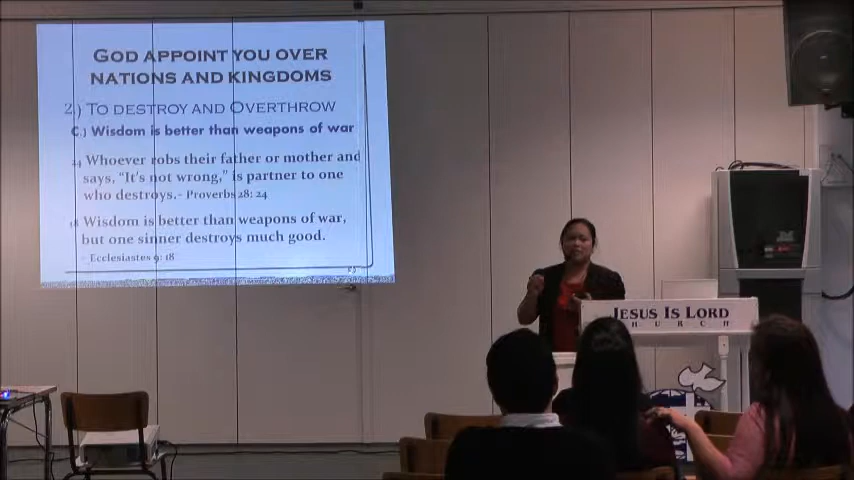 GOD APPOINT YOU OVER
NATIONS AND KINGDOMS
2.) TO DESTROY AND OVERTHROW
C.) Wisdom is better than weapons of war
24 Whoever robs their father or mother and
says, "It's not wrong," is partner to one
who destroys.- Proverbs 28: 24
18 Wisdom is better than weapons of war,
but one sinner destroys much good.
- Ecclesiastes 9: 18
JESUS IS LORD
CHURCH